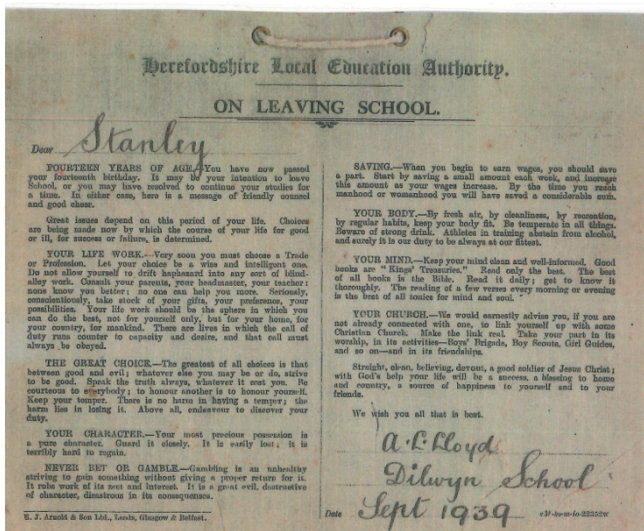 Herefordshire Local Education Authority.
ON LEAVING SCHOOL.
Dear Stanley
FOURTEEN YEARS OF AGE.—You have now passed
your fourteenth birthday. It may be your intention to leave
School, or you may have resolved to continue your studies for
a time. In either case, here is a message of friendly counsel
and good cheer.
Great issues depend on this period of your life. Choices
are being made now by which the course of your life for good
or ill, for success or failure, is determined.
YOUR LIFE WORK.—Very soon you must choose a Trade
or Profession. Let your choice be a wise and intelligent one.
Do not allow yourself to drift haphazard into any sort of blind-
alley work. Consult your parents, your headmaster, your teacher:
none know you better; no one can help you more. Seriously,
conscientiously, take stock of your gifts, your preference, your
possibilities. Your life work should be the sphere in which you
can do the best, not for yourself only, but for your home, for
your country, for mankind. There are lives in which the call of
duty runs counter to capacity and desire, and that call must
always be obeyed.
THE GREAT CHOICE.—The greatest of all choices is that
between good and evil; whatever else you may be or do, strive
to be good. Speak the truth always, whatever it cost you. Be
courteous to everybody; to honour another is to honour yourself.
Keep your temper. There is no harm in having a temper; the
harm lies in losing it. Above all, endeavour to discover your
duty.
YOUR CHARACTER.—Your most precious possession is
a pure character. Guard it closely. It is easily lost; it is
terribly hard to regain.
NEVER BET OR GAMBLE.—Gambling is an unhealthy
striving to gain something without giving a proper return for it.
It robs work of its zest and interest. It is a great evil, destructive
of character, disastrous in its consequences.
E. J. Arnold & Son Ltd., Leeds, Glasgow & Belfast.
SAVING.—When you begin to earn wages, you should save
a part. Start by saving a small amount each week, and increase
this amount as your wages increase. By the time you reach
manhood or womanhood you will have saved a considerable sum.
YOUR BODY.—By fresh air, by cleanliness, by recreation,
by regular habits, keep your body fit. Be temperate in all things.
Beware of strong drink. Athletes in training abstain from alcohol,
and surely it is our duty to be always at our fittest.
YOUR MIND.—Keep your mind clean and well-informed. Good
books are "Kings' Treasuries." Read only the best. The best
of all books is the Bible. Read it daily; get to know it
thoroughly. The reading of a few verses every morning or evening
is the best of all tonics for mind and soul.
YOUR CHURCH.—We would earnestly advise you, if you are
not already connected with one, to link yourself up with some
Christian Church. Make the link real. Take your part in its
worship, in its activities—Boys' Brigade, Boy Scouts, Girl Guides,
and so on—and in its friendships.
Straight, clean, believing, devout, a good soldier of Jesus Christ;
with God's help your life will be a success, a blessing to home
and country, a source of happiness to yourself and to your
friends.
We wish you all that is best.
A. L. Lloyd
Dilwyn School
Date Sept 1939